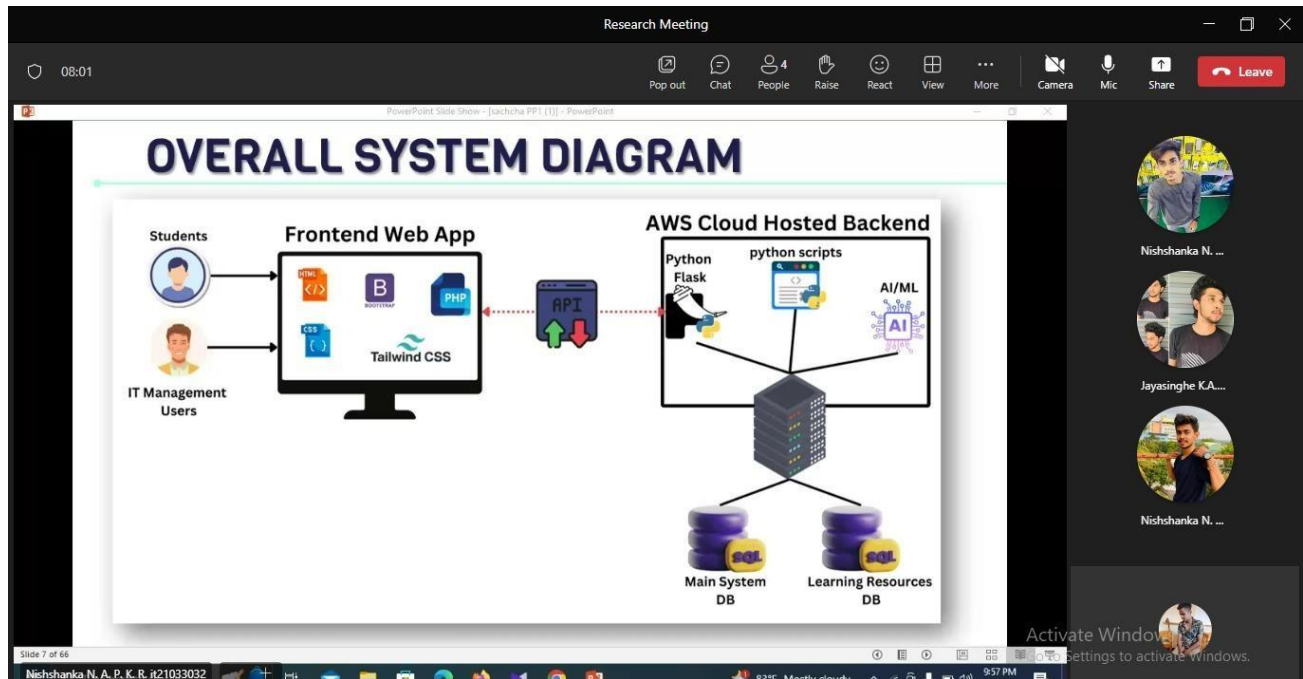 Research Meeting
08:01
Pop out
Chat
4
People
Raise
React
View
More
Camera
Mic
Share
Leave
PowerPoint Slide Show - [sachcha PP1 (1)] - PowerPoint
OVERALL SYSTEM DIAGRAM
Students
IT Management
Users
Frontend Web App
HTML
</>
B
BOOTSTRAP
PHP
CSS
{ }
Tailwind CSS
API
AWS Cloud Hosted Backend
Python
Flask
python scripts
AI/ML
AI
SQL
SQL
Main System
DB
Learning Resources
DB
Nishshanka N. ...
Jayasinghe K.A....
Nishshanka N. ...
Activate Windows
Go to Settings to activate Windows.
Slide 7 of 66
Nishshanka N. A. P. K. R. it21033032
83°F Mostly cloudy
9:57 PM